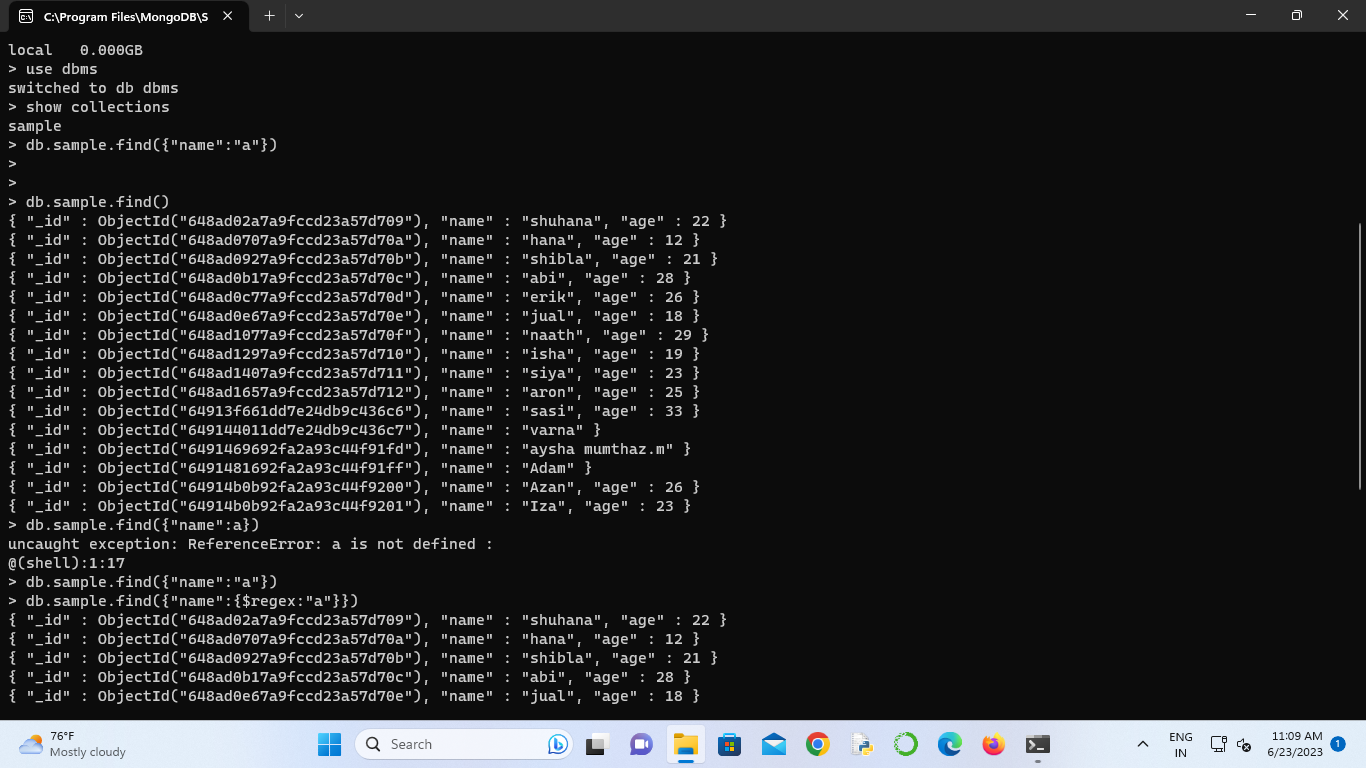 C:\Program Files\MongoDB\S
local   0.000GB
> use dbms
switched to db dbms
> show collections
sample
> db.sample.find({"name":"a"})
>
>
> db.sample.find()
{ "_id" : ObjectId("648ad02a7a9fccd23a57d709"), "name" : "shuhana", "age" : 22 }
{ "_id" : ObjectId("648ad0707a9fccd23a57d70a"), "name" : "hana", "age" : 12 }
{ "_id" : ObjectId("648ad0927a9fccd23a57d70b"), "name" : "shibla", "age" : 21 }
{ "_id" : ObjectId("648ad0b17a9fccd23a57d70c"), "name" : "abi", "age" : 28 }
{ "_id" : ObjectId("648ad0c77a9fccd23a57d70d"), "name" : "erik", "age" : 26 }
{ "_id" : ObjectId("648ad0e67a9fccd23a57d70e"), "name" : "jual", "age" : 18 }
{ "_id" : ObjectId("648ad1077a9fccd23a57d70f"), "name" : "naath", "age" : 29 }
{ "_id" : ObjectId("648ad1297a9fccd23a57d710"), "name" : "isha", "age" : 19 }
{ "_id" : ObjectId("648ad1407a9fccd23a57d711"), "name" : "siya", "age" : 23 }
{ "_id" : ObjectId("648ad1657a9fccd23a57d712"), "name" : "aron", "age" : 25 }
{ "_id" : ObjectId("64913f661dd7e24db9c436c6"), "name" : "sasi", "age" : 33 }
{ "_id" : ObjectId("649144011dd7e24db9c436c7"), "name" : "varna" }
{ "_id" : ObjectId("6491469692fa2a93c44f91fd"), "name" : "aysha mumthaz.m" }
{ "_id" : ObjectId("6491481692fa2a93c44f91ff"), "name" : "Adam" }
{ "_id" : ObjectId("64914b0b92fa2a93c44f9200"), "name" : "Azan", "age" : 26 }
{ "_id" : ObjectId("64914b0b92fa2a93c44f9201"), "name" : "Iza", "age" : 23 }
> db.sample.find({"name":a})
uncaught exception: ReferenceError: a is not defined :
@(shell):1:17
> db.sample.find({"name":"a"})
> db.sample.find({"name":{$regex:"a"}})
{ "_id" : ObjectId("648ad02a7a9fccd23a57d709"), "name" : "shuhana", "age" : 22 }
{ "_id" : ObjectId("648ad0707a9fccd23a57d70a"), "name" : "hana", "age" : 12 }
{ "_id" : ObjectId("648ad0927a9fccd23a57d70b"), "name" : "shibla", "age" : 21 }
{ "_id" : ObjectId("648ad0b17a9fccd23a57d70c"), "name" : "abi", "age" : 28 }
{ "_id" : ObjectId("648ad0e67a9fccd23a57d70e"), "name" : "jual", "age" : 18 }
76°F
Mostly cloudy
Search
ENG
IN
11:09 AM
6/23/2023
1